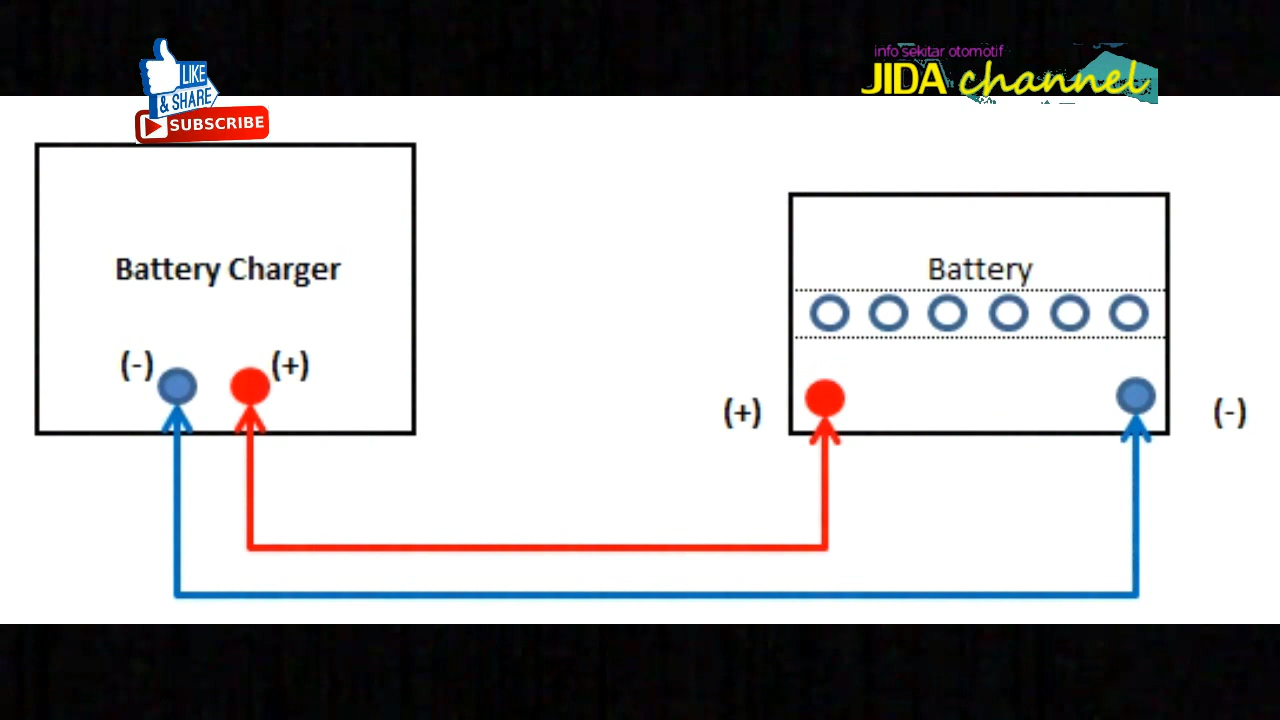 info sekitar otomotif
JIDA channel
LIKE
& SHARE
SUBSCRIBE
Battery Charger
(-)
(+)
Battery
(+)
(-)